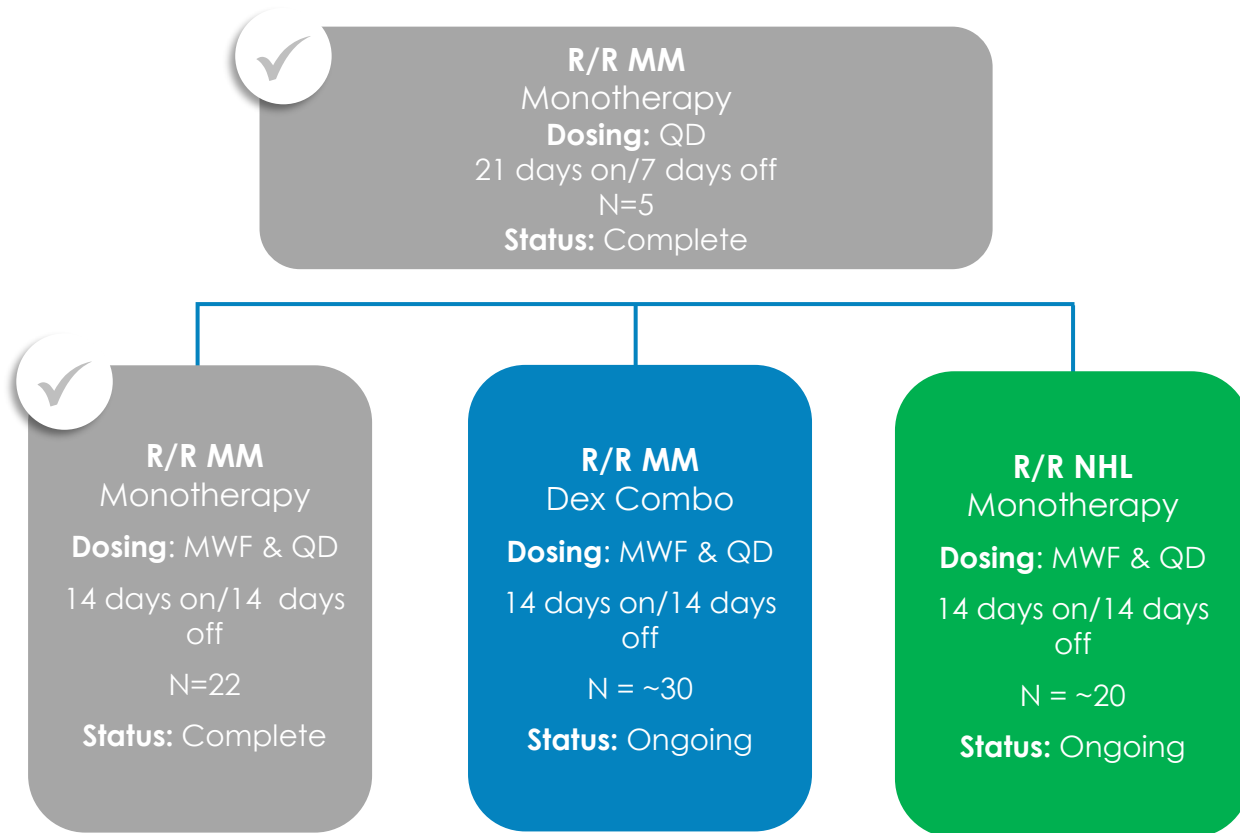 R/R MM
Monotherapy
Dosing: QD
21 days on/7 days off
N=5
Status: Complete
R/R MM
Monotherapy
Dosing: MWF & QD
14 days on/14  days
off
N=22
Status: Complete
R/R MM
Dex Combo
Dosing: MWF & QD
14 days on/14 days
off
N = ~30
Status: Ongoing
R/R NHL
Monotherapy
Dosing: MWF & QD
14 days on/14 days
off
N = ~20
Status: Ongoing